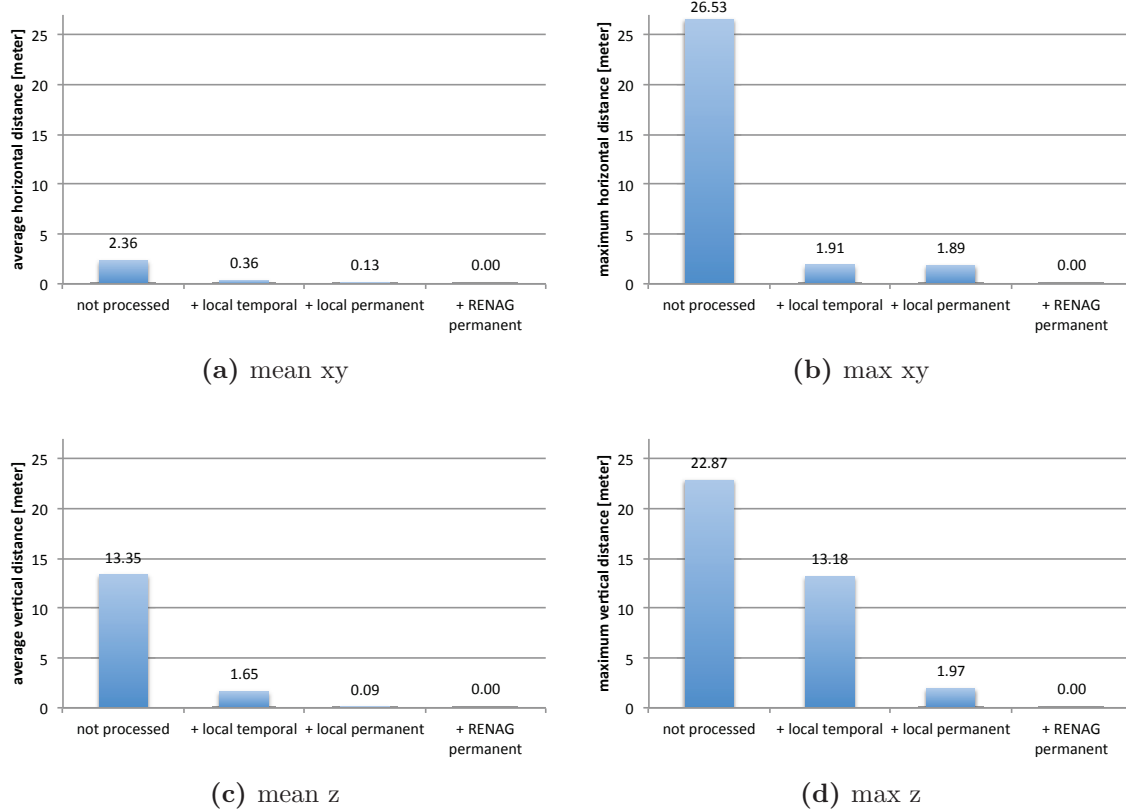 average horizontal distance [meter]
25
20
15
10
5
0
2.36
0.36
0.13
0.00
not processed
+ local temporal
+ local permanent
+ RENAG
permanent
(a) mean xy
maximum horizontal distance [meter]
25
20
15
10
5
0
26.53
1.91
1.89
0.00
not processed
+ local temporal
+ local permanent
+ RENAG
permanent
(b) max xy
average vertical distance [meter]
25
20
15
10
5
0
13.35
1.65
0.09
0.00
not processed
+ local temporal
+ local permanent
+ RENAG
permanent
(c) mean z
maximum vertical distance [meter]
25
20
15
10
5
0
22.87
13.18
1.97
0.00
not processed
+ local temporal
+ local permanent
+ RENAG
permanent
(d) max z